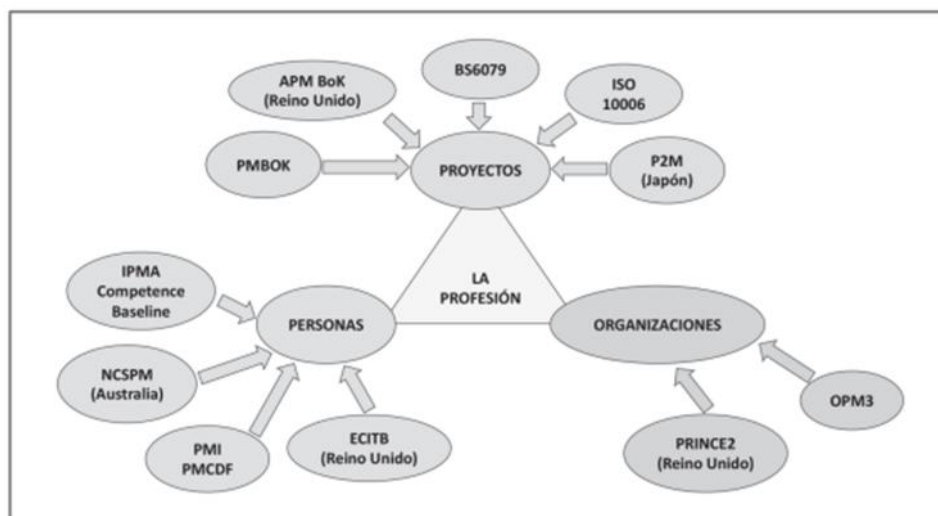 BS6079
APM BoK
(Reino Unido)
ISO
10006
PMBOK
PROYECTOS
P2M
(Japón)
IPMA
Competence
Baseline
LA
PROFESIÓN
PERSONAS
ORGANIZACIONES
NCSPM
(Australia)
OPM3
ECITB
(Reino Unido)
PMI
PMCDF
PRINCE2
(Reino Unido)